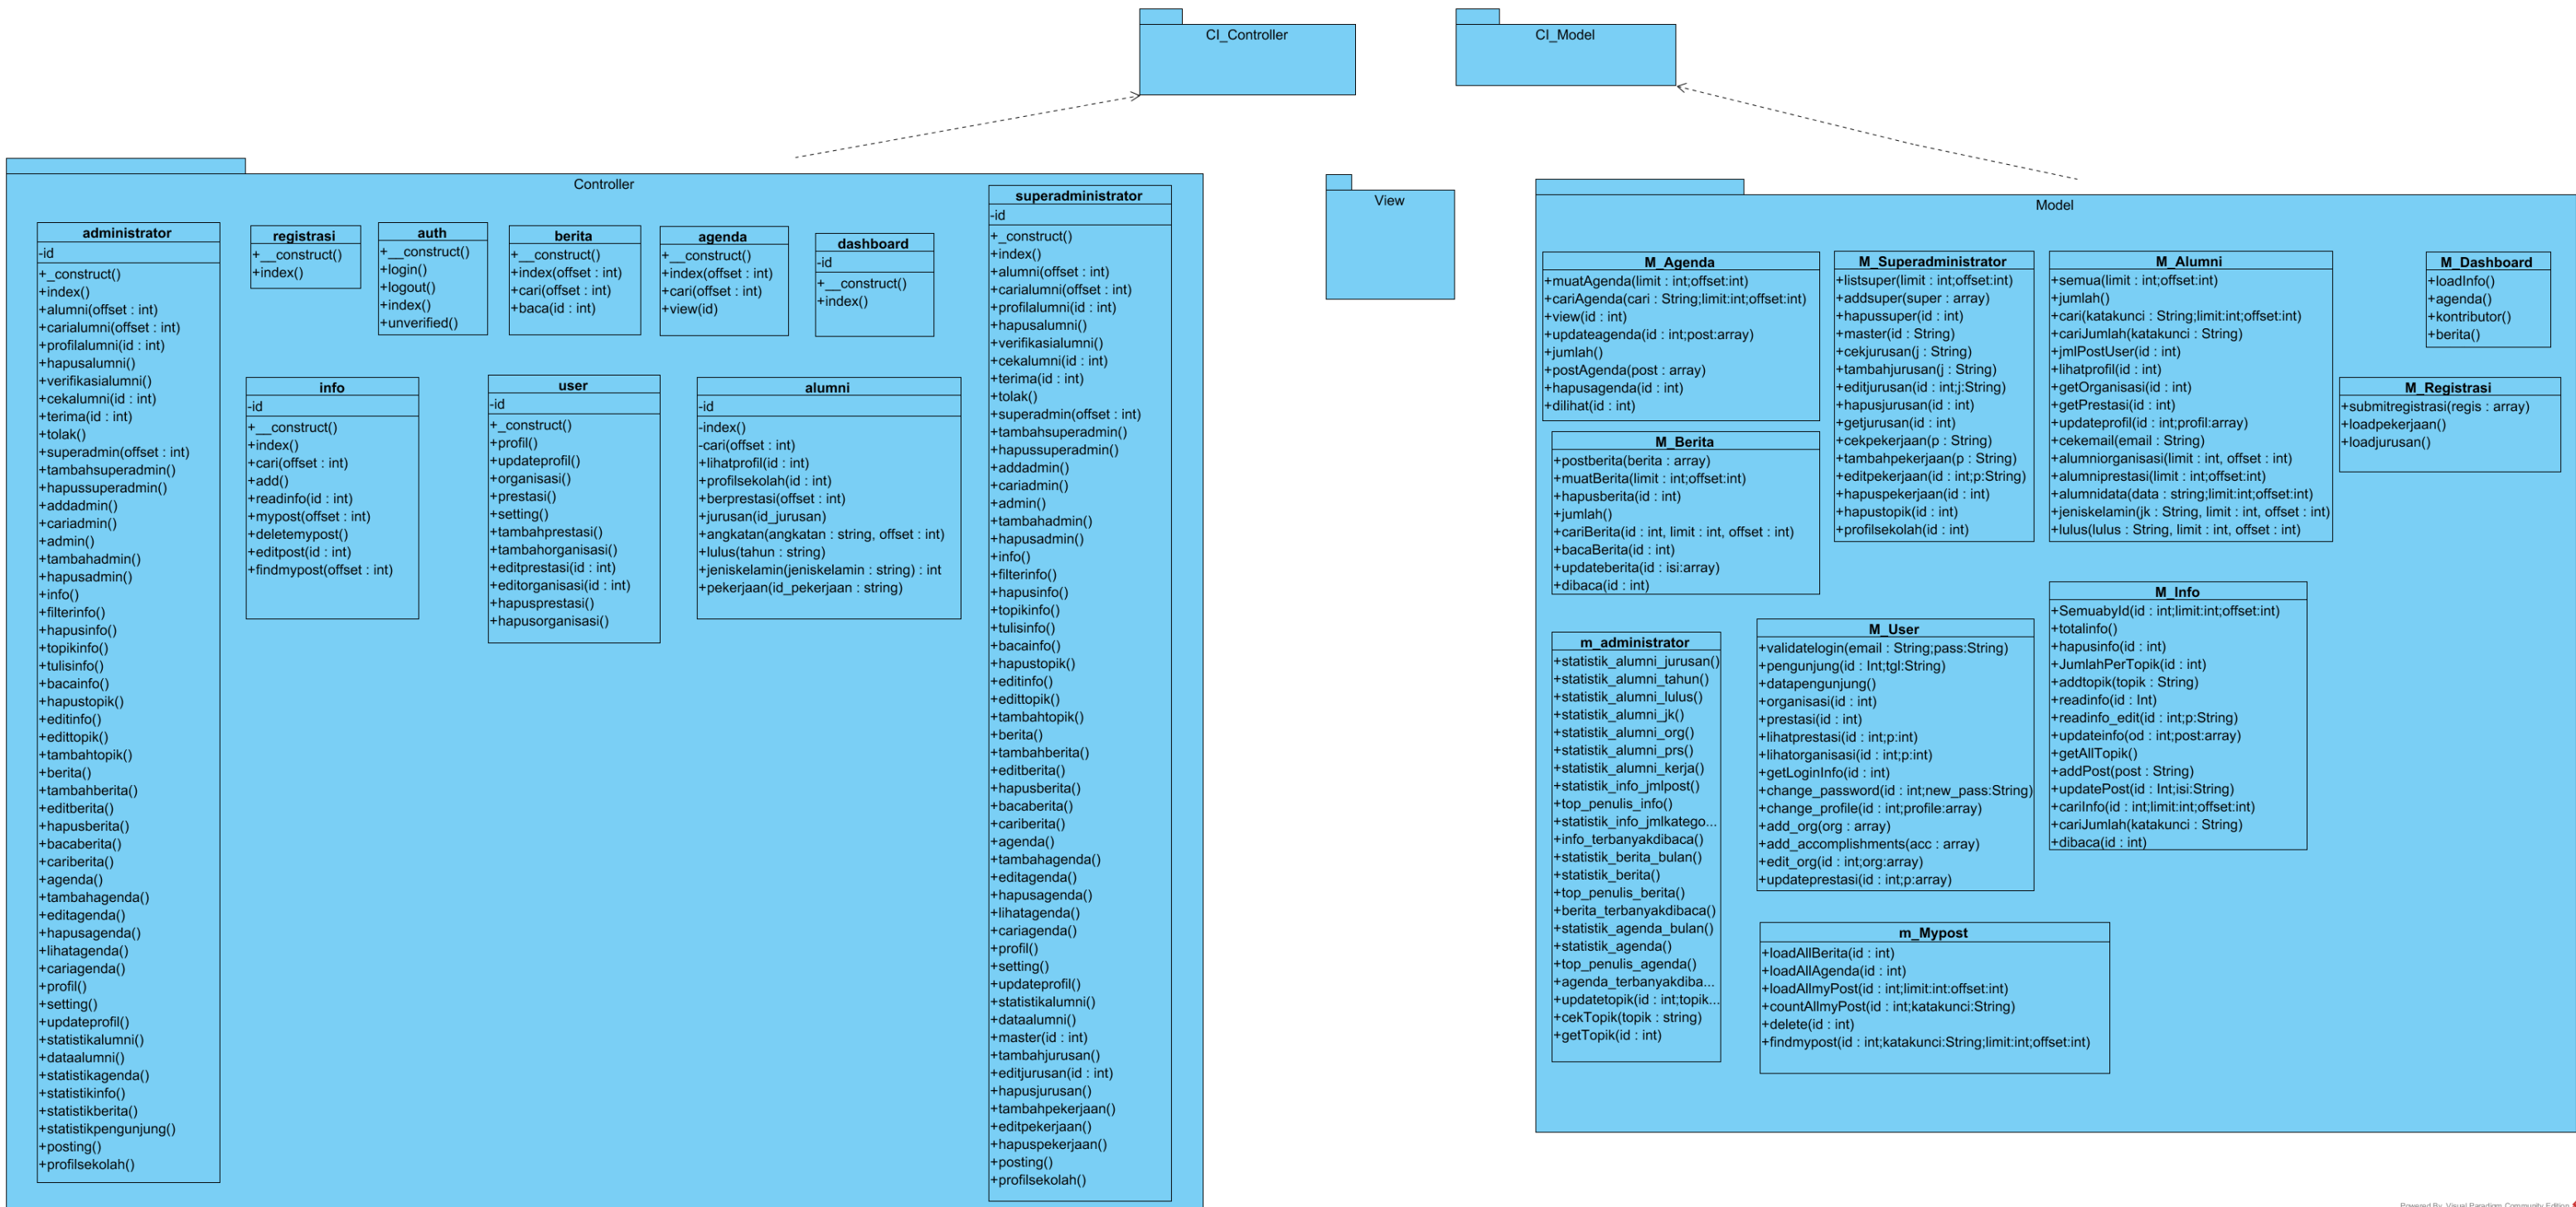 CI_Controller
CI_Model
Controller
administrator
-id
+_construct()
+index()
+alumni(offset : int)
+carialumni(offset : int)
+profilalumni(id : int)
+hapusalumni()
+verifikasialumni()
+cekalumni(id : int)
+terima(id : int)
+tolak()
+superadmin(offset : int)
+tambahsuperadmin()
+hapussuperadmin()
+addadmin()
+cariadmin()
+admin()
+tambahadmin()
+hapusadmin()
+info()
+filterinfo()
+hapusinfo()
+topikinfo()
+tulisinfo()
+bacainfo()
+hapustopik()
+editinfo()
+edittopik()
+tambahtopik()
+berita()
+tambahberita()
+editberita()
+hapusberita()
+bacaberita()
+cariberita()
+agenda()
+tambahagenda()
+editagenda()
+hapusagenda()
+lihatagenda()
+cariagenda()
+profil()
+setting()
+updateprofil()
+statistikalumni()
+dataalumni()
+statistikagenda()
+statistikinfo()
+statistikberita()
+statistikpengunjung()
+posting()
+profilsekolah()
registrasi
+__construct()
+index()
auth
+__construct()
+login()
+logout()
+index()
+unverified()
berita
+__construct()
+index(offset : int)
+cari(offset : int)
+baca(id : int)
agenda
+__construct()
+index(offset : int)
+cari(offset : int)
+view(id)
dashboard
-id
+__construct()
+index()
info
-id
+__construct()
+index()
+cari(offset : int)
+add()
+readinfo(id : int)
+mypost(offset : int)
+deletemypost()
+editpost(id : int)
+findmypost(offset : int)
user
-id
+_construct()
+profil()
+updateprofil()
+organisasi()
+prestasi()
+setting()
+tambahprestasi()
+tambahorganisasi()
+editprestasi(id : int)
+editorganisasi(id : int)
+hapusprestasi()
+hapusorganisasi()
alumni
-id
-index()
-cari(offset : int)
+lihatprofil(id : int)
+profilsekolah(id : int)
+berprestasi(offset : int)
+jurusan(id_jurusan)
+angkatan(angkatan : string, offset : int)
+lulus(tahun : string)
+jeniskelamin(jeniskelamin : string) : int
+pekerjaan(id_pekerjaan : string)
superadministrator
-id
+_construct()
+index()
+alumni(offset : int)
+carialumni(offset : int)
+profilalumni(id : int)
+hapusalumni()
+verifikasialumni()
+cekalumni(id : int)
+terima(id : int)
+tolak()
+superadmin(offset : int)
+tambahsuperadmin()
+hapussuperadmin()
+addadmin()
+cariadmin()
+admin()
+tambahadmin()
+hapusadmin()
+info()
+filterinfo()
+hapusinfo()
+topikinfo()
+tulisinfo()
+bacainfo()
+hapustopik()
+editinfo()
+edittopik()
+tambahtopik()
+berita()
+tambahberita()
+editberita()
+hapusberita()
+bacaberita()
+cariberita()
+agenda()
+tambahagenda()
+editagenda()
+hapusagenda()
+lihatagenda()
+cariagenda()
+profil()
+setting()
+updateprofil()
+statistikalumni()
+dataalumni()
+master(id : int)
+tambahjurusan()
+editjurusan(id : int)
+hapusjurusan()
+tambahpekerjaan()
+editpekerjaan()
+hapuspekerjaan()
+posting()
+profilsekolah()
View
Model
M_Agenda
+muatAgenda(limit : int;offset:int)
+cariAgenda(cari : String;limit:int;offset:int)
+view(id : int)
+updateagenda(id : int;post:array)
+jumlah()
+postAgenda(post : array)
+hapusagenda(id : int)
+dilihat(id : int)
M_Berita
+postberita(berita : array)
+muatBerita(limit : int;offset:int)
+hapusberita(id : int)
+jumlah()
+cariBerita(id : int, limit : int, offset : int)
+bacaBerita(id : int)
+updateberita(id : isi:array)
+dibaca(id : int)
m_administrator
+statistik_alumni_jurusan()
+statistik_alumni_tahun()
+statistik_alumni_lulus()
+statistik_alumni_jk()
+statistik_alumni_org()
+statistik_alumni_prs()
+statistik_alumni_kerja()
+statistik_info_jmlpost()
+top_penulis_info()
+statistik_info_jmlkatego...
+info_terbanyakdibaca()
+statistik_berita_bulan()
+statistik_berita()
+top_penulis_berita()
+berita_terbanyakdibaca()
+statistik_agenda_bulan()
+statistik_agenda()
+top_penulis_agenda()
+agenda_terbanyakdiba...
+updatetopik(id : int;topik...
+cekTopik(topik : string)
+getTopik(id : int)
M_Superadministrator
+listsuper(limit : int;offset:int)
+addsuper(super : array)
+hapussuper(id : int)
+master(id : String)
+cekjurusan(j : String)
+tambahjurusan(j : String)
+editjurusan(id : int;j:String)
+hapusjurusan(id : int)
+getjurusan(id : int)
+cekpekerjaan(p : String)
+tambahpekerjaan(p : String)
+editpekerjaan(id : int;p:String)
+hapuspekerjaan(id : int)
+hapustopik(id : int)
+profilsekolah(id : int)
M_User
+validatelogin(email : String;pass:String)
+pengunjung(id : Int;tgl:String)
+datapengunjung()
+organisasi(id : int)
+prestasi(id : int)
+lihatprestasi(id : int;p:int)
+lihatorganisasi(id : int;p:int)
+getLoginInfo(id : int)
+change_password(id : int;new_pass:String)
+change_profile(id : int;profile:array)
+add_org(org : array)
+add_accomplishments(acc : array)
+edit_org(id : int;org:array)
+updateprestasi(id : int;p:array)
m_Mypost
+loadAllBerita(id : int)
+loadAllAgenda(id : int)
+loadAllmyPost(id : int;limit:int:offset:int)
+countAllmyPost(id : int;katakunci:String)
+delete(id : int)
+findmypost(id : int;katakunci:String;limit:int;offset:int)
M_Alumni
+semua(limit : int;offset:int)
+jumlah()
+cari(katakunci : String;limit:int;offset:int)
+cariJumlah(katakunci : String)
+jmlPostUser(id : int)
+lihatprofil(id : int)
+getOrganisasi(id : int)
+getPrestasi(id : int)
+updateprofil(id : int;profil:array)
+cekemail(email : String)
+alumniorganisasi(limit : int, offset : int)
+alumniprestasi(limit : int;offset:int)
+alumnidata(data : string;limit:int;offset:int)
+jeniskelamin(jk : String, limit : int, offset : int)
+lulus(lulus : String, limit : int, offset : int)
M_Info
+SemuabyId(id : int;limit:int;offset:int)
+totalinfo()
+hapusinfo(id : int)
+JumlahPerTopik(id : int)
+addtopik(topik : String)
+readinfo(id : Int)
+readinfo_edit(id : int;p:String)
+updateinfo(od : int;post:array)
+getAllTopik()
+addPost(post : String)
+updatePost(id : Int;isi:String)
+cariInfo(id : int;limit:int;offset:int)
+cariJumlah(katakunci : String)
+dibaca(id : int)
M_Dashboard
+loadInfo()
+agenda()
+kontributor()
+berita()
M_Registrasi
+submitregistrasi(regis : array)
+loadpekerjaan()
+loadjurusan()
Powered By Visual Paradigm Community Edition